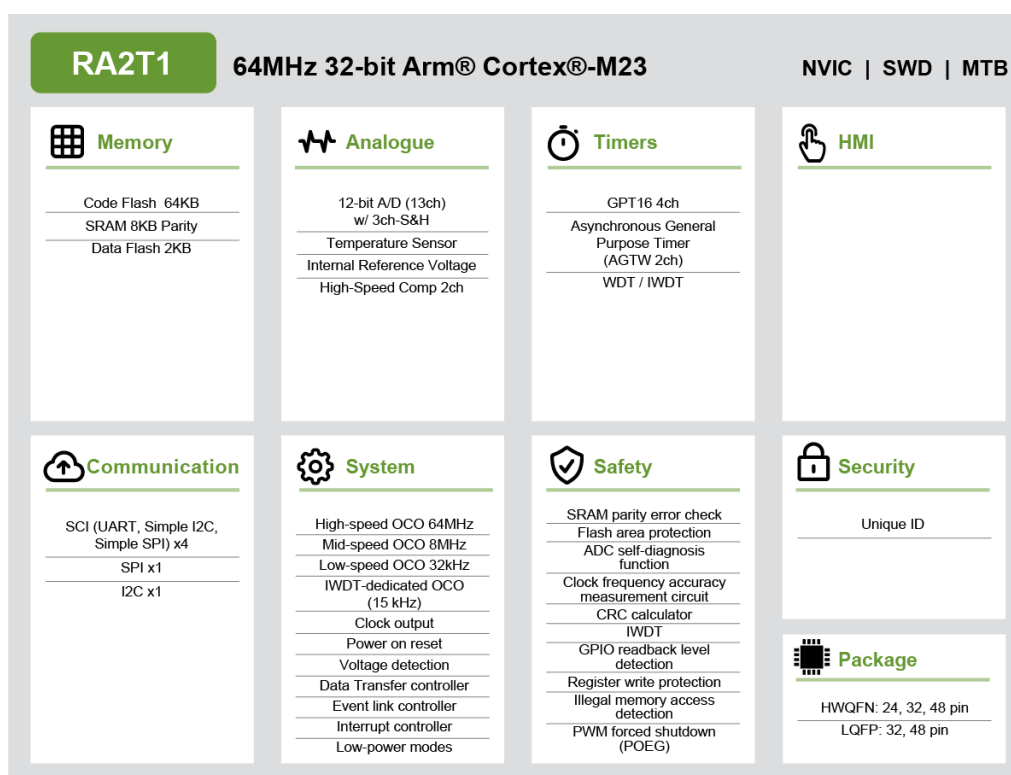 RA2T1
64MHz 32-bit Arm® Cortex®-M23
NVIC | SWD | MTB
Memory
Code Flash 64KB
SRAM 8KB Parity
Data Flash 2KB
Analogue
12-bit A/D (13ch)
w/ 3ch-S&H
Temperature Sensor
Internal Reference Voltage
High-Speed Comp 2ch
Timers
GPT16 4ch
Asynchronous General
Purpose Timer
(AGTW 2ch)
WDT / IWDT
HMI
Communication
SCI (UART, Simple I2C,
Simple SPI) x4
SPI x1
I2C x1
System
High-speed OCO 64MHz
Mid-speed OCO 8MHz
Low-speed OCO 32kHz
IWDT-dedicated OCO
(15 kHz)
Clock output
Power on reset
Voltage detection
Data Transfer controller
Event link controller
Interrupt controller
Low-power modes
Safety
SRAM parity error check
Flash area protection
ADC self-diagnosis
function
Clock frequency accuracy
measurement circuit
CRC calculator
IWDT
GPIO readback level
detection
Register write protection
Illegal memory access
detection
PWM forced shutdown
(POEG)
Security
Unique ID
Package
HWQFN: 24, 32, 48 pin
LQFP: 32, 48 pin